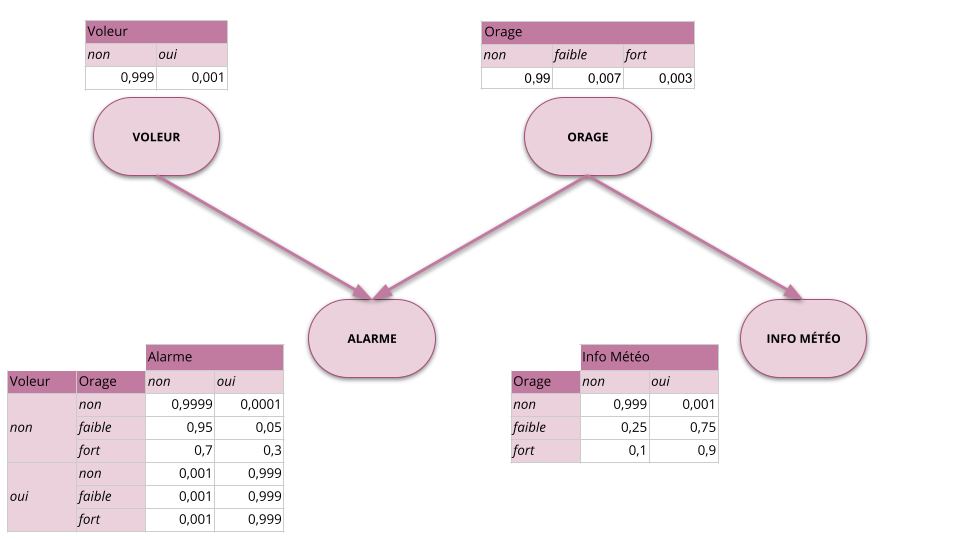 Voleur
non oui
0,999 0,001
Orage
non faible fort
0,99 0,007 0,003
VOLEUR
ORAGE
ALARME
INFO MÉTÉO
Alarme
Voleur Orage non oui
non non 0,9999 0,0001
faible 0,95 0,05
fort 0,7 0,3
oui non 0,001 0,999
faible 0,001 0,999
fort 0,001 0,999
Info Météo
Orage non oui
non 0,999 0,001
faible 0,25 0,75
fort 0,1 0,9